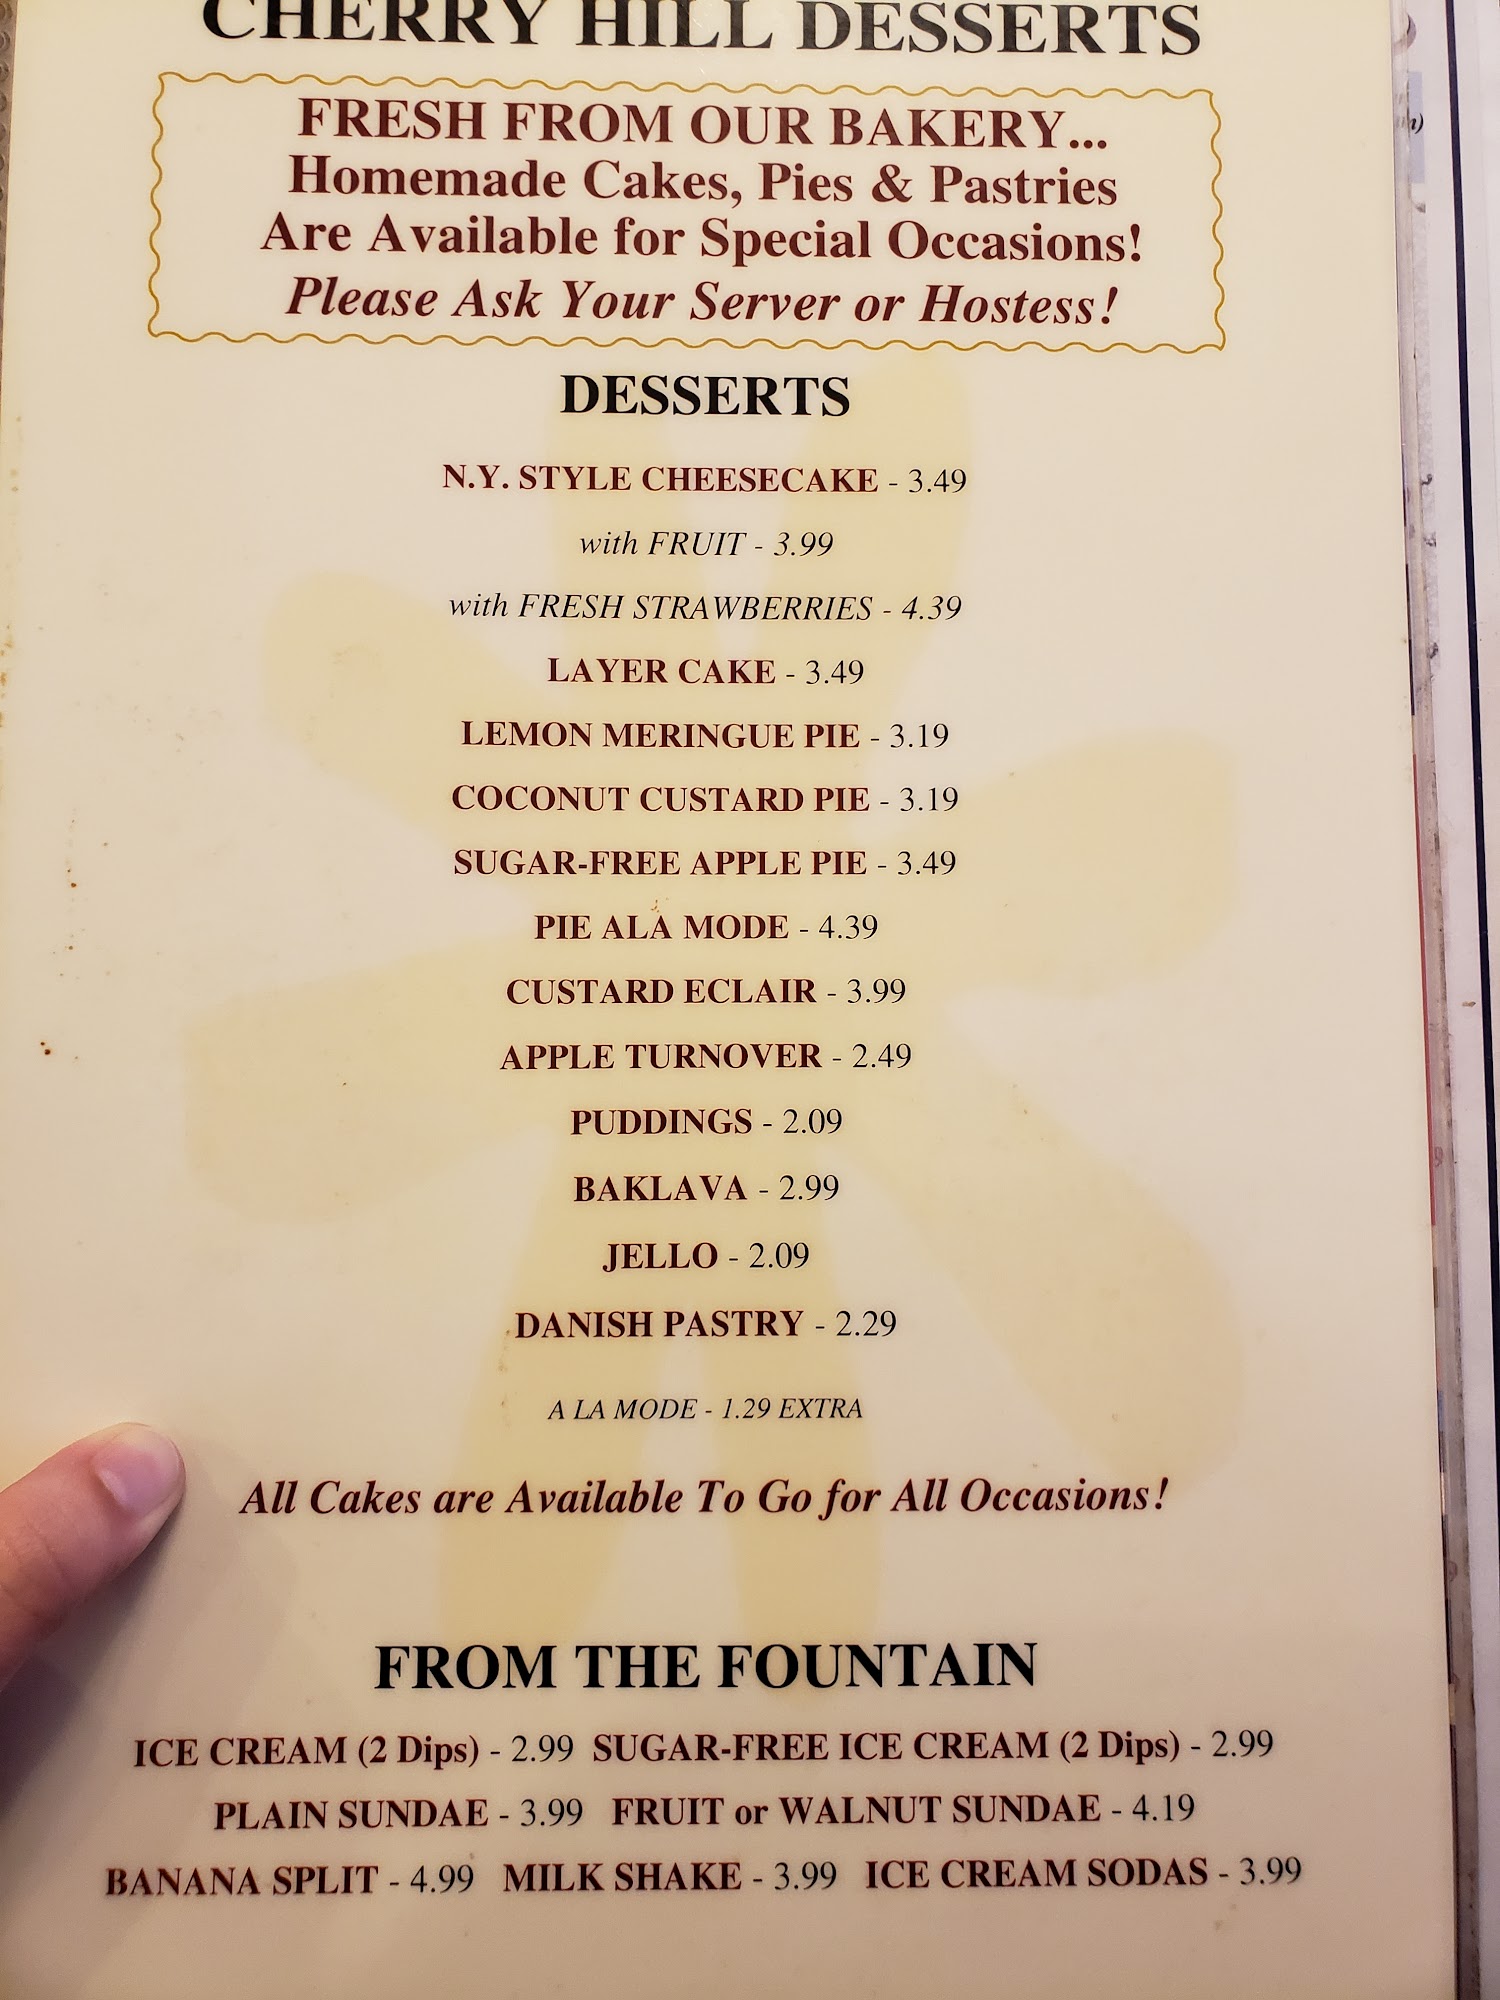 CHERRY HILL DESSERTS
FRESH FROM OUR BAKERY...
Homemade Cakes, Pies & Pastries
Are Available for Special Occasions!
Please Ask Your Server or Hostess!
DESSERTS
N.Y. STYLE CHEESECAKE - 3.49
with FRUIT - 3.99
with FRESH STRAWBERRIES - 4.39
LAYER CAKE - 3.49
LEMON MERINGUE PIE - 3.19
COCONUT CUSTARD PIE - 3.19
SUGAR-FREE APPLE PIE - 3.49
PIE ALA MODE - 4.39
CUSTARD ECLAIR - 3.99
APPLE TURNOVER - 2.49
PUDDINGS - 2.09
BAKLAVA - 2.99
JELLO - 2.09
DANISH PASTRY - 2.29
A LA MODE - 1.29 EXTRA
All Cakes are Available To Go for All Occasions!
FROM THE FOUNTAIN
ICE CREAM (2 Dips) - 2.99 SUGAR-FREE ICE CREAM (2 Dips) - 2.99
PLAIN SUNDAE - 3.99 FRUIT or WALNUT SUNDAE - 4.19
BANANA SPLIT - 4.99 MILK SHAKE - 3.99 ICE CREAM SODAS - 3.99